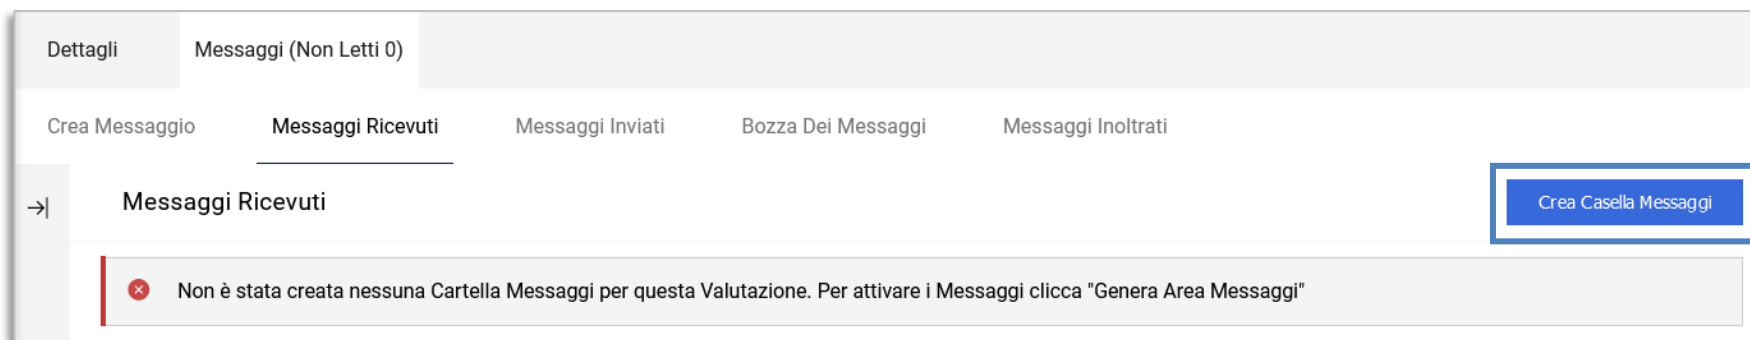 Dettagli Messaggi (Non Letti 0)
Crea Messaggio Messaggi Ricevuti Messaggi Inviati Bozza Dei Messaggi Messaggi Inoltrati
Messaggi Ricevuti Crea Casella Messaggi
Non è stata creata nessuna Cartella Messaggi per questa Valutazione. Per attivare i Messaggi clicca "Genera Area Messaggi"